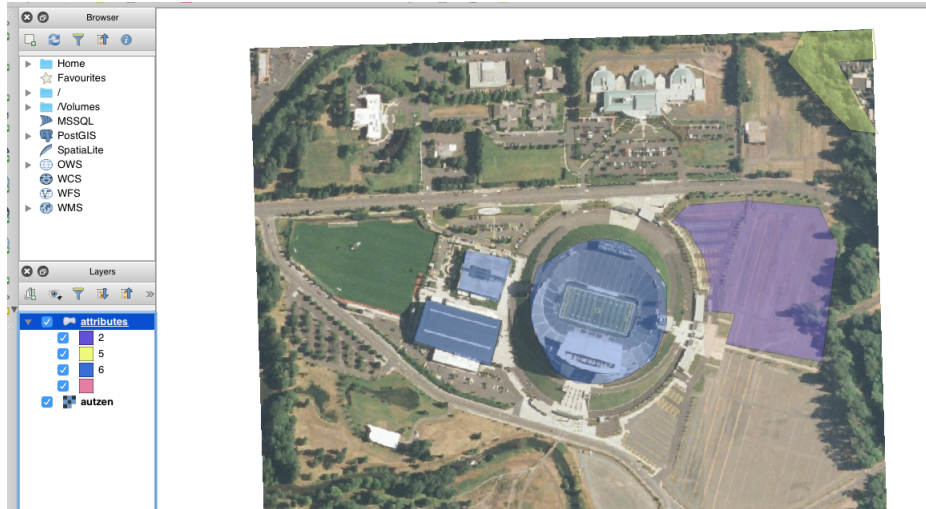 Browser
Home
Favourites
/
/Volumes
MSSQL
PostGIS
SpatiaLite
OWS
WCS
WFS
WMS
Layers
»
attributes
2
5
6
autzen